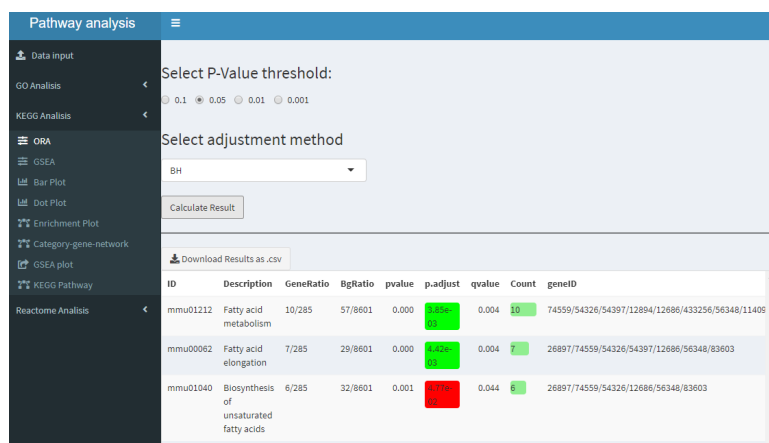 Pathway analysis
Data input
GO Analisis
KEGG Analisis
ORA
GSEA
Bar Plot
Dot Plot
Enrichment Plot
Category-gene-network
GSEA plot
KEGG Pathway
Reactome Analisis
Select P-Value threshold:
0.1 0.05 0.01 0.001
Select adjustment method
BH
Calculate Result
Download Results as .csv
ID Description GeneRatio BgRatio pvalue p.adjust qvalue Count geneID
mmu01212 Fatty acid 10/285 57/8601 0.000 3.85e- 0.004 10 74559/54326/54397/12894/12686/433256/56348/11409
metabolism 03
mmu00062 Fatty acid 7/285 29/8601 0.000 4.42e- 0.004 7 26897/74559/54326/54397/12686/56348/83603
elongation 03
mmu01040 Biosynthesis 6/285 32/8601 0.001 0.044 6 26897/74559/54326/12686/56348/83603
of
unsaturated
fatty acids